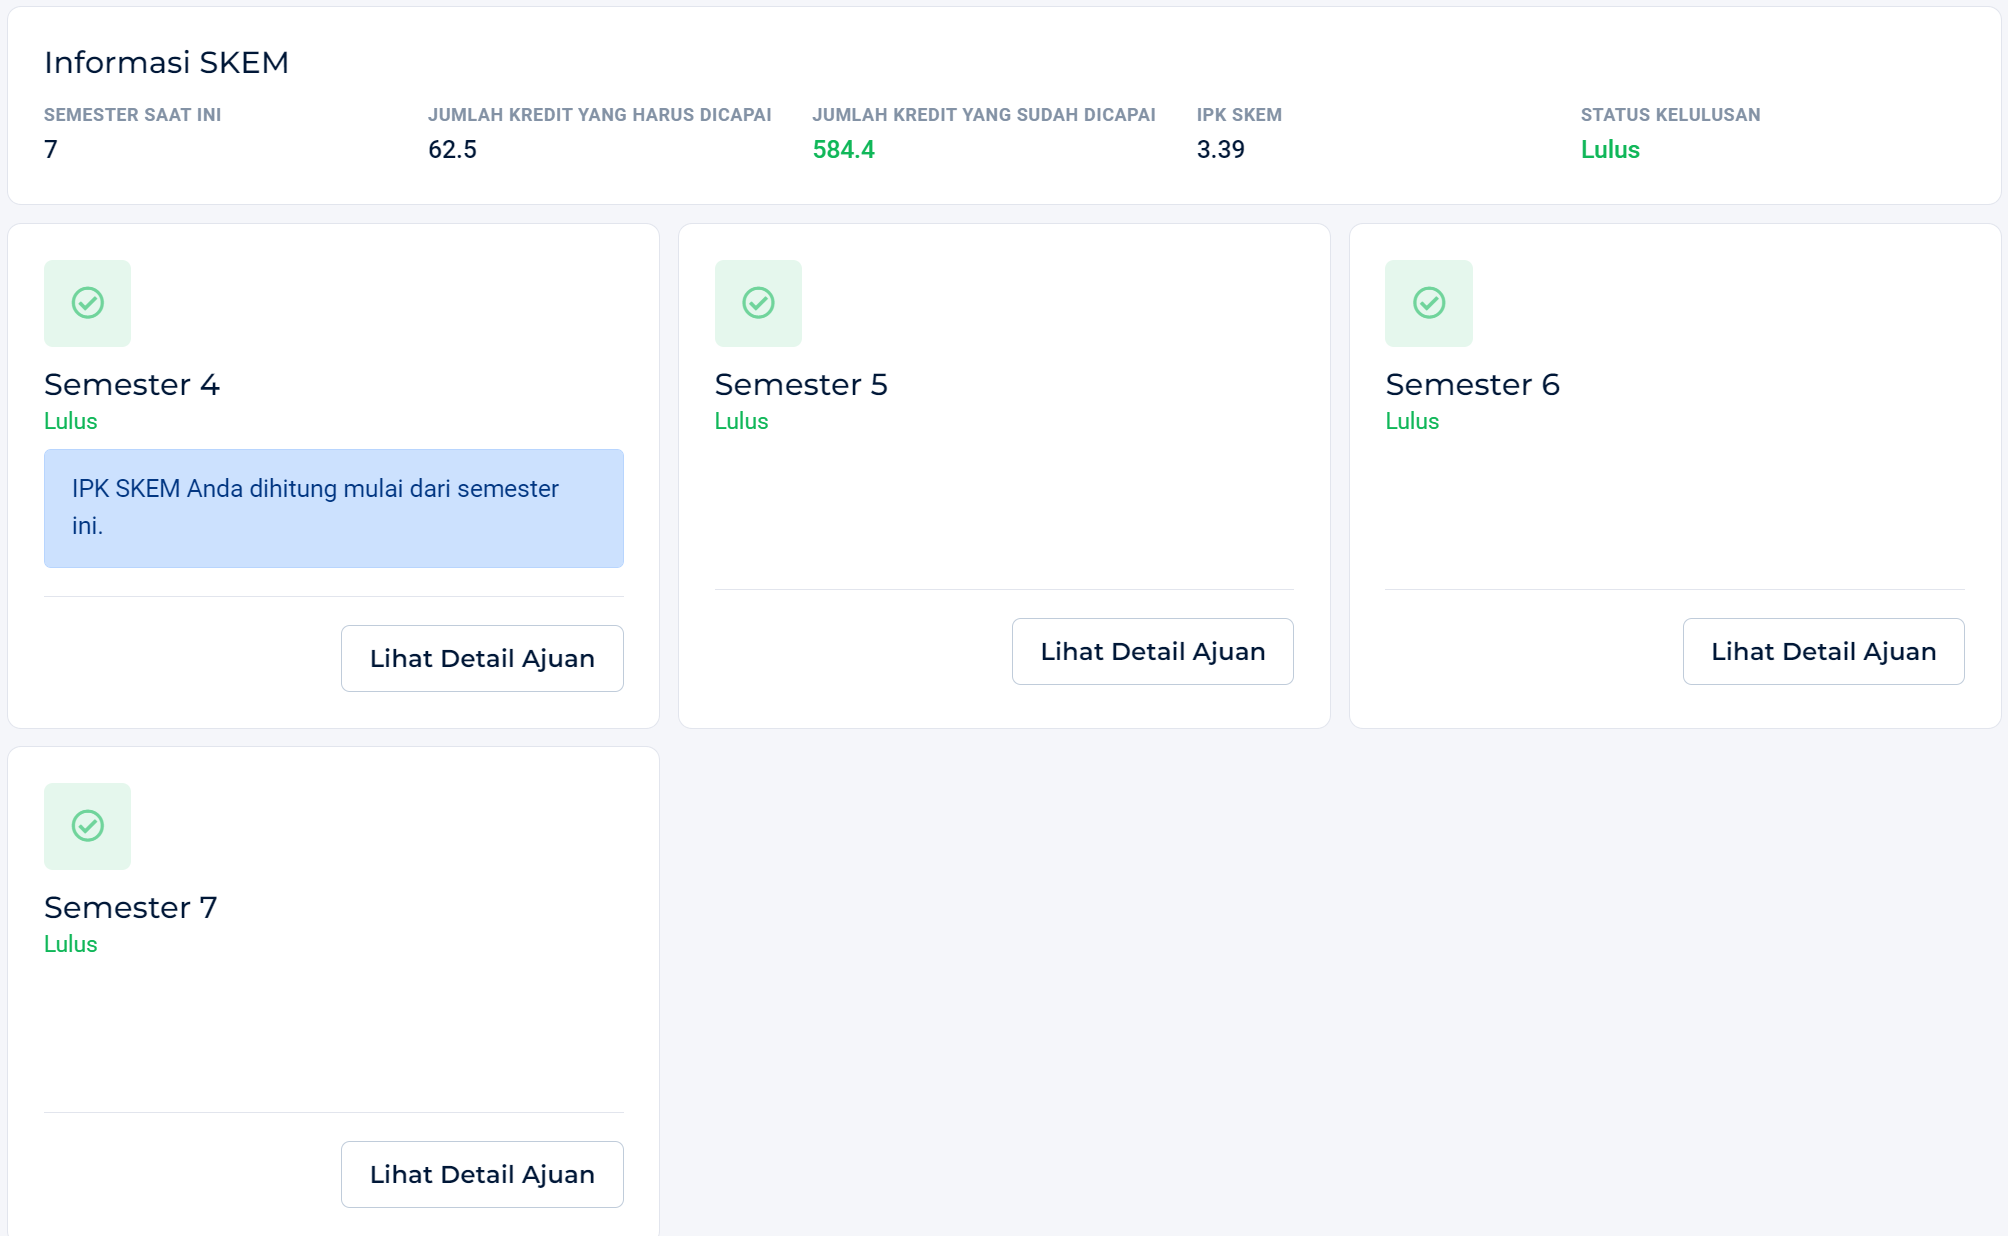 Informasi SKEM
SEMESTER SAAT INI
7
JUMLAH KREDIT YANG HARUS DICAPAI
62.5
JUMLAH KREDIT YANG SUDAH DICAPAI
584.4
IPK SKEM
3.39
STATUS KELULUSAN
Lulus
Semester 4
Lulus
IPK SKEM Anda dihitung mulai dari semester
ini.
Lihat Detail Ajuan
Semester 5
Lulus
Lihat Detail Ajuan
Semester 6
Lulus
Lihat Detail Ajuan
Semester 7
Lulus
Lihat Detail Ajuan